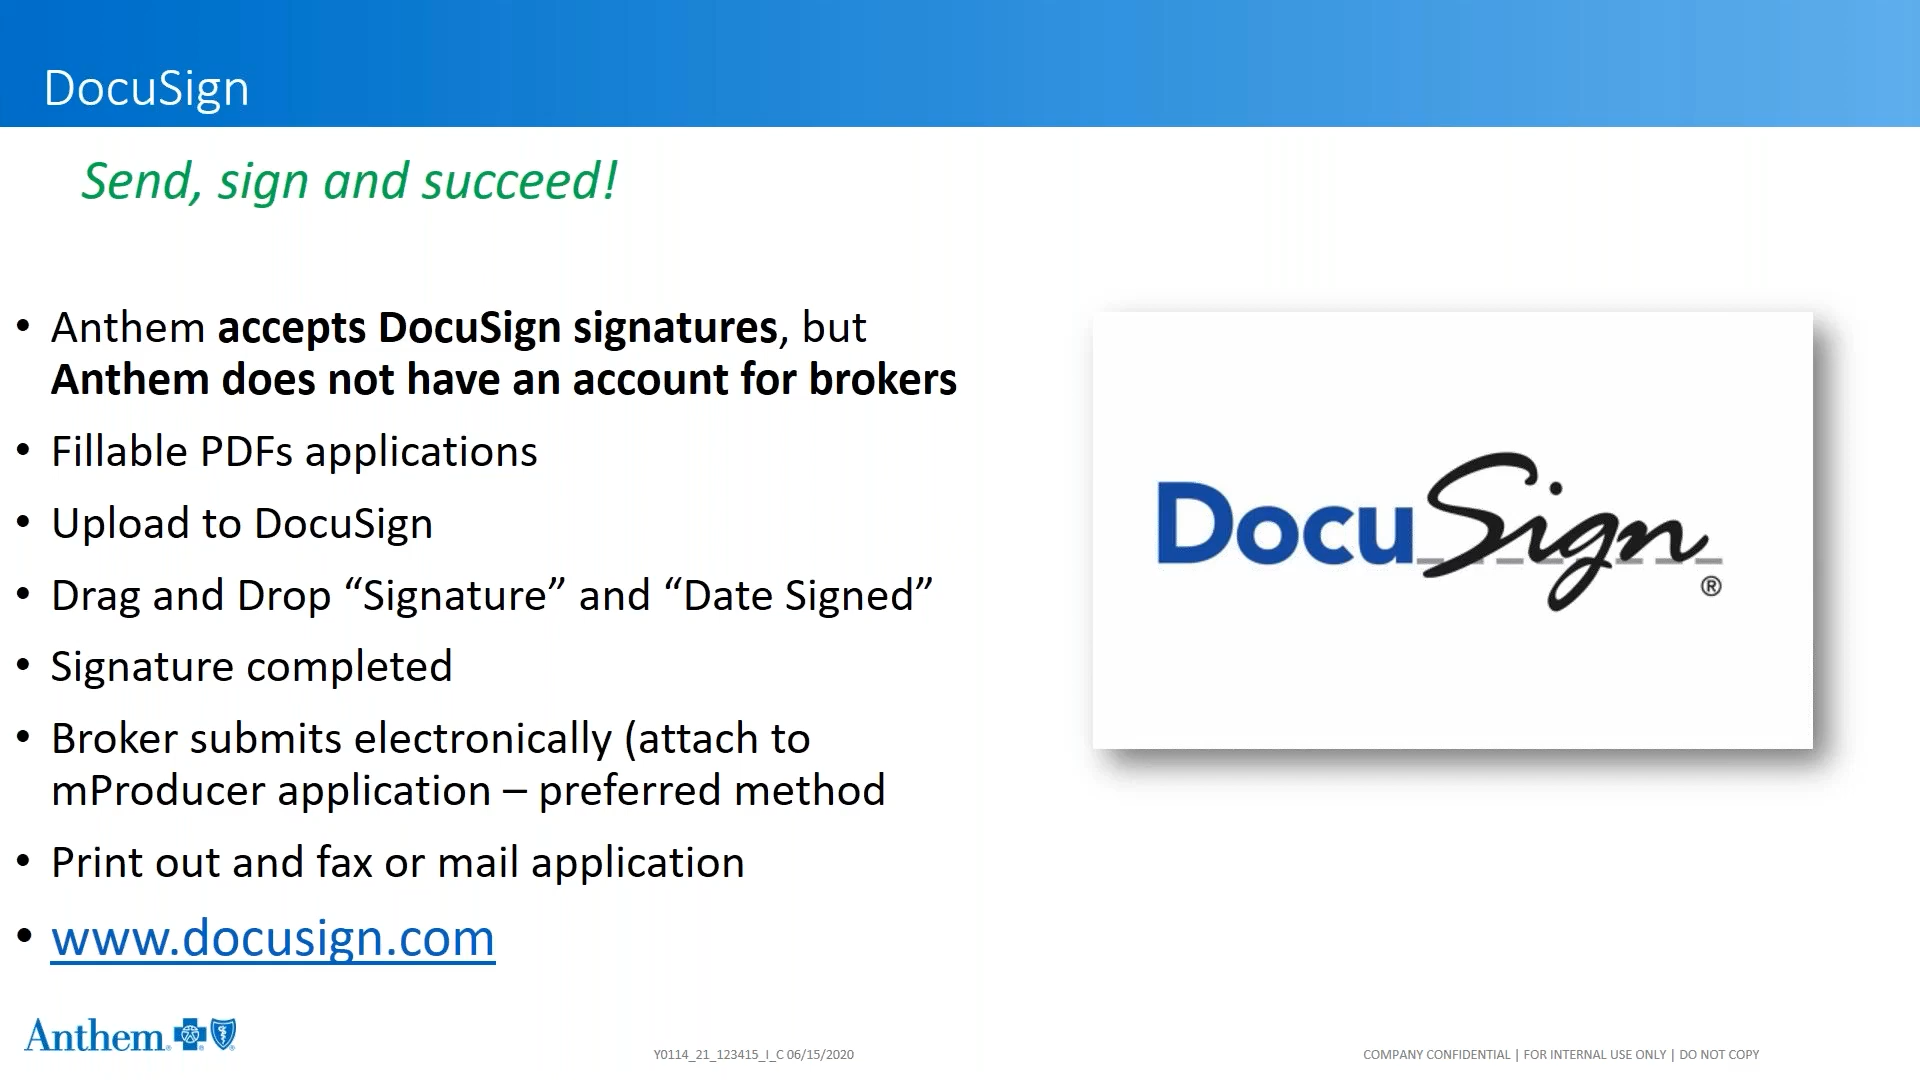 DocuSign
Send, sign and succeed!
• Anthem accepts DocuSign signatures, but
Anthem does not have an account for brokers
• Fillable PDFs applications
• Upload to DocuSign
• Drag and Drop “Signature” and “Date Signed”
• Signature completed
• Broker submits electronically (attach to
mProducer application – preferred method
• Print out and fax or mail application
• www.docusign.com
DocuSign®
Anthem
Y0114_21_123415_I_C 06/15/2020
COMPANY CONFIDENTIAL | FOR INTERNAL USE ONLY | DO NOT COPY